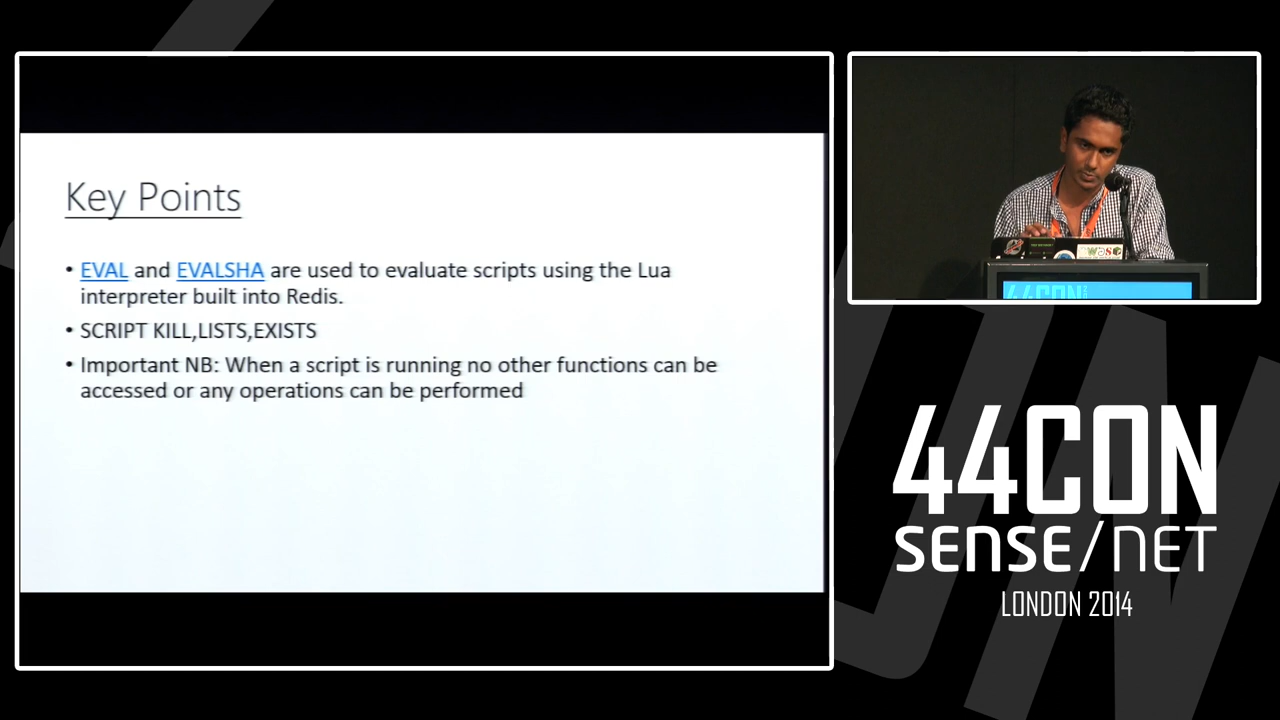 Key Points
• EVAL and EVALSHA are used to evaluate scripts using the Lua
interpreter built into Redis.
• SCRIPT KILL,LISTS,EXISTS
• Important NB: When a script is running no other functions can be
accessed or any operations can be performed
44CON
44CON
SENSE/NET
LONDON 2014